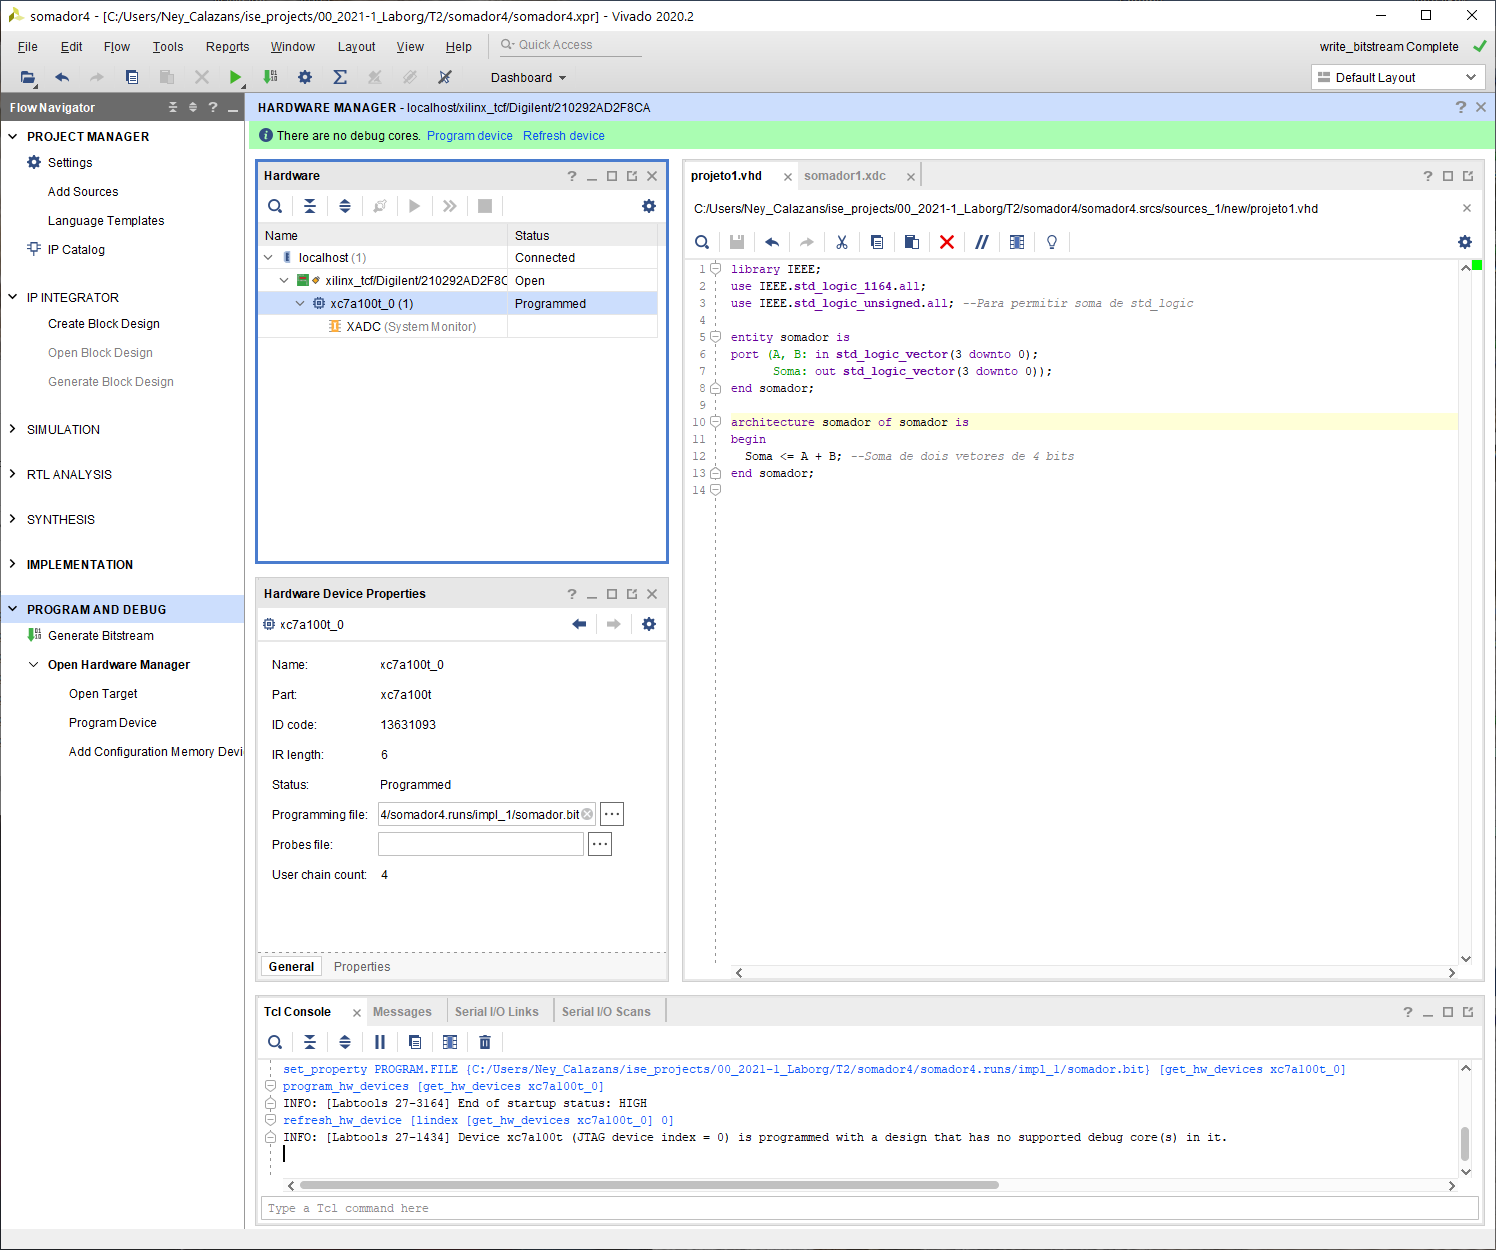 somador4 - [C:/Users/Ney_Calazans/ise_projects/00_2021-1_Laborg/T2/somador4/somador4.xpr] - Vivado 2020.2
File Edit Flow Tools Reports Window Layout View Help Quick Access
write_bitstream Complete
Dashboard
Default Layout
Flow Navigator
PROJECT MANAGER
Settings
Add Sources
Language Templates
IP Catalog
IP INTEGRATOR
Create Block Design
Open Block Design
Generate Block Design
SIMULATION
RTL ANALYSIS
SYNTHESIS
IMPLEMENTATION
PROGRAM AND DEBUG
Generate Bitstream
Open Hardware Manager
Open Target
Program Device
Add Configuration Memory Devi
HARDWARE MANAGER - localhost/xilinx_tcf/Digilent/210292AD2F8CA
There are no debug cores. Program device Refresh device
Hardware
Name Status
localhost (1) Connected
xilinx_tcf/Digilent/210292AD2F8C Open
xc7a100t_0 (1) Programmed
XADC (System Monitor)
Hardware Device Properties
xc7a100t_0
Name: xc7a100t_0
Part: xc7a100t
ID code: 13631093
IR length: 6
Status: Programmed
Programming file: 4/somador4.runs/impl_1/somador.bit
Probes file:
User chain count: 4
General Properties
projeto1.vhd somador1.xdc
C:/Users/Ney_Calazans/ise_projects/00_2021-1_Laborg/T2/somador4/somador4.srcs/sources_1/new/projeto1.vhd
1 library IEEE;
2 use IEEE.std_logic_1164.all;
3 use IEEE.std_logic_unsigned.all; --Para permitir soma de std_logic
4
5 entity somador is
6 port (A, B: in std_logic_vector(3 downto 0);
7 Soma: out std_logic_vector(3 downto 0));
8 end somador;
9
10 architecture somador of somador is
11 begin
12 Soma <= A + B; --Soma de dois vetores de 4 bits
13 end somador;
14
Tcl Console Messages Serial I/O Links Serial I/O Scans
set_property PROGRAM.FILE {C:/Users/Ney_Calazans/ise_projects/00_2021-1_Laborg/T2/somador4/somador4.runs/impl_1/somador.bit} [get_hw_devices xc7a100t_0]
program_hw_devices [get_hw_devices xc7a100t_0]
INFO: [Labtools 27-3164] End of startup status: HIGH
refresh_hw_device [lindex [get_hw_devices xc7a100t_0] 0]
INFO: [Labtools 27-1434] Device xc7a100t (JTAG device index = 0) is programmed with a design that has no supported debug core(s) in it.
Type a Tcl command here